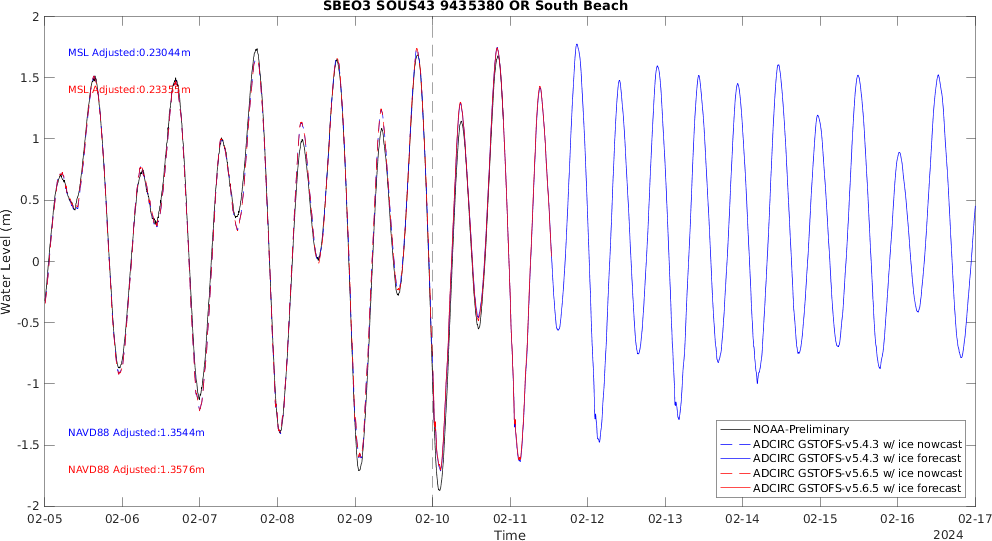 SBEO3 SOUS43 9435380 OR South Beach
2
1.5
1
0.5
0
-0.5
-1
-1.5
-2
Water Level (m)
MSL Adjusted:0.23044m
MSL Adjusted:0.23355m
NAVD88 Adjusted:1.3544m
NAVD88 Adjusted:1.3576m
NOAA-Preliminary
ADCIRC GSTOFS-v5.4.3 w/ ice nowcast
ADCIRC GSTOFS-v5.4.3 w/ ice forecast
ADCIRC GSTOFS-v5.6.5 w/ ice nowcast
ADCIRC GSTOFS-v5.6.5 w/ ice forecast
02-05 02-06 02-07 02-08 02-09 02-10 02-11 02-12 02-13 02-14 02-15 02-16 02-17
Time
2024